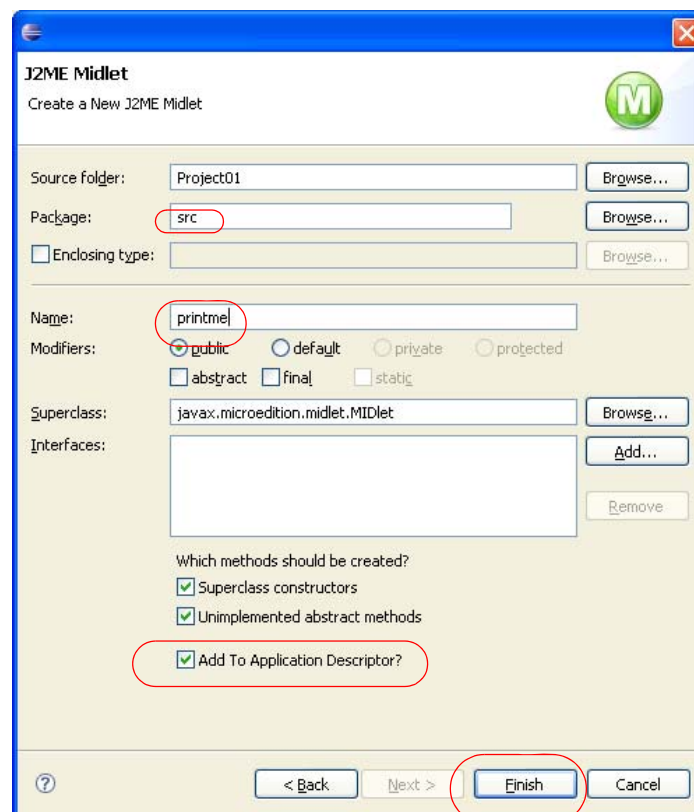 J2ME Midlet
Create a New J2ME Midlet
M
Source folder: Project01 Browse...
Package: src Browse...
Enclosing type: Browse...
Name: printme
Modifiers: public default private protected
abstract final static
Superclass: javax.microedition.midlet.MIDlet Browse...
Interfaces: Add...
Remove
Which methods should be created?
Superclass constructors
Unimplemented abstract methods
Add To Application Descriptor?
? < Back Next > Finish Cancel